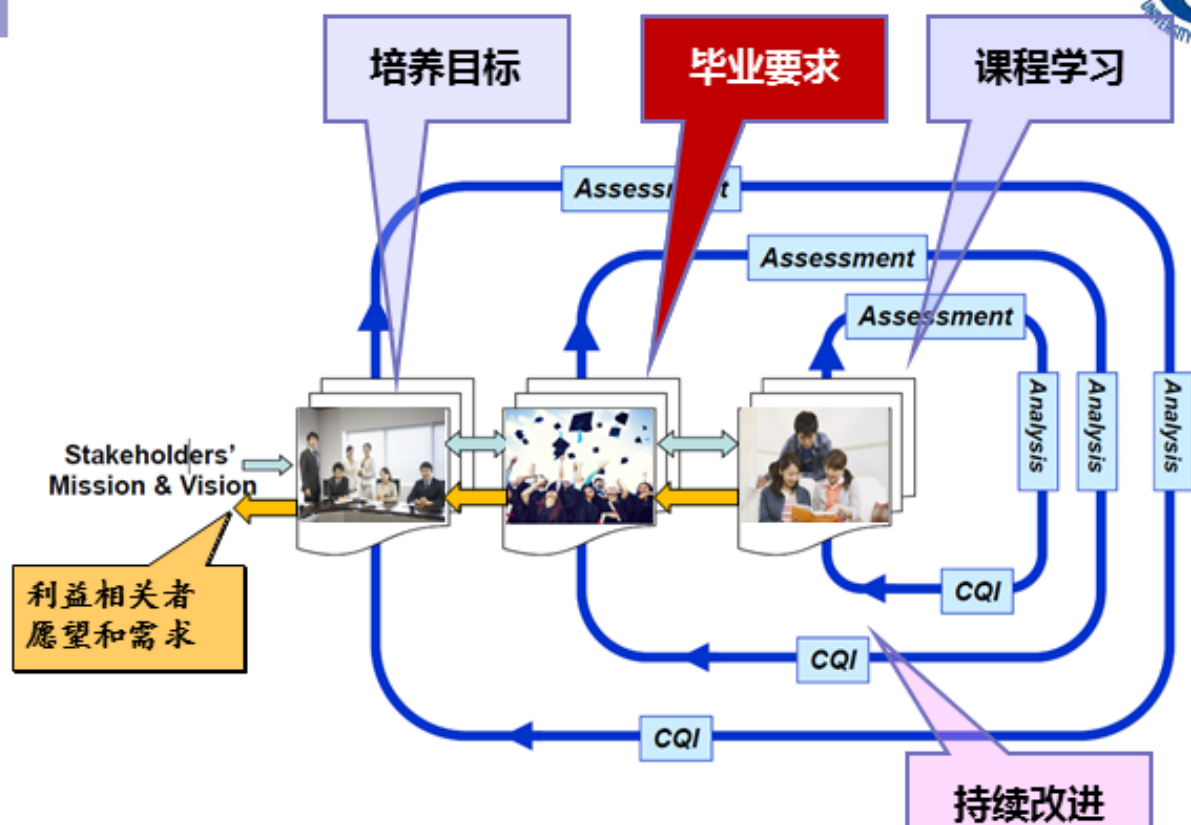 UNIVERSITY
培养目标
毕业要求
课程学习
Assessment
Assessment
Analysis
Analysis
Analysis
Stakeholders’
Mission & Vision
利益相关者
愿望和需求
CQI
CQI
CQI
持续改进